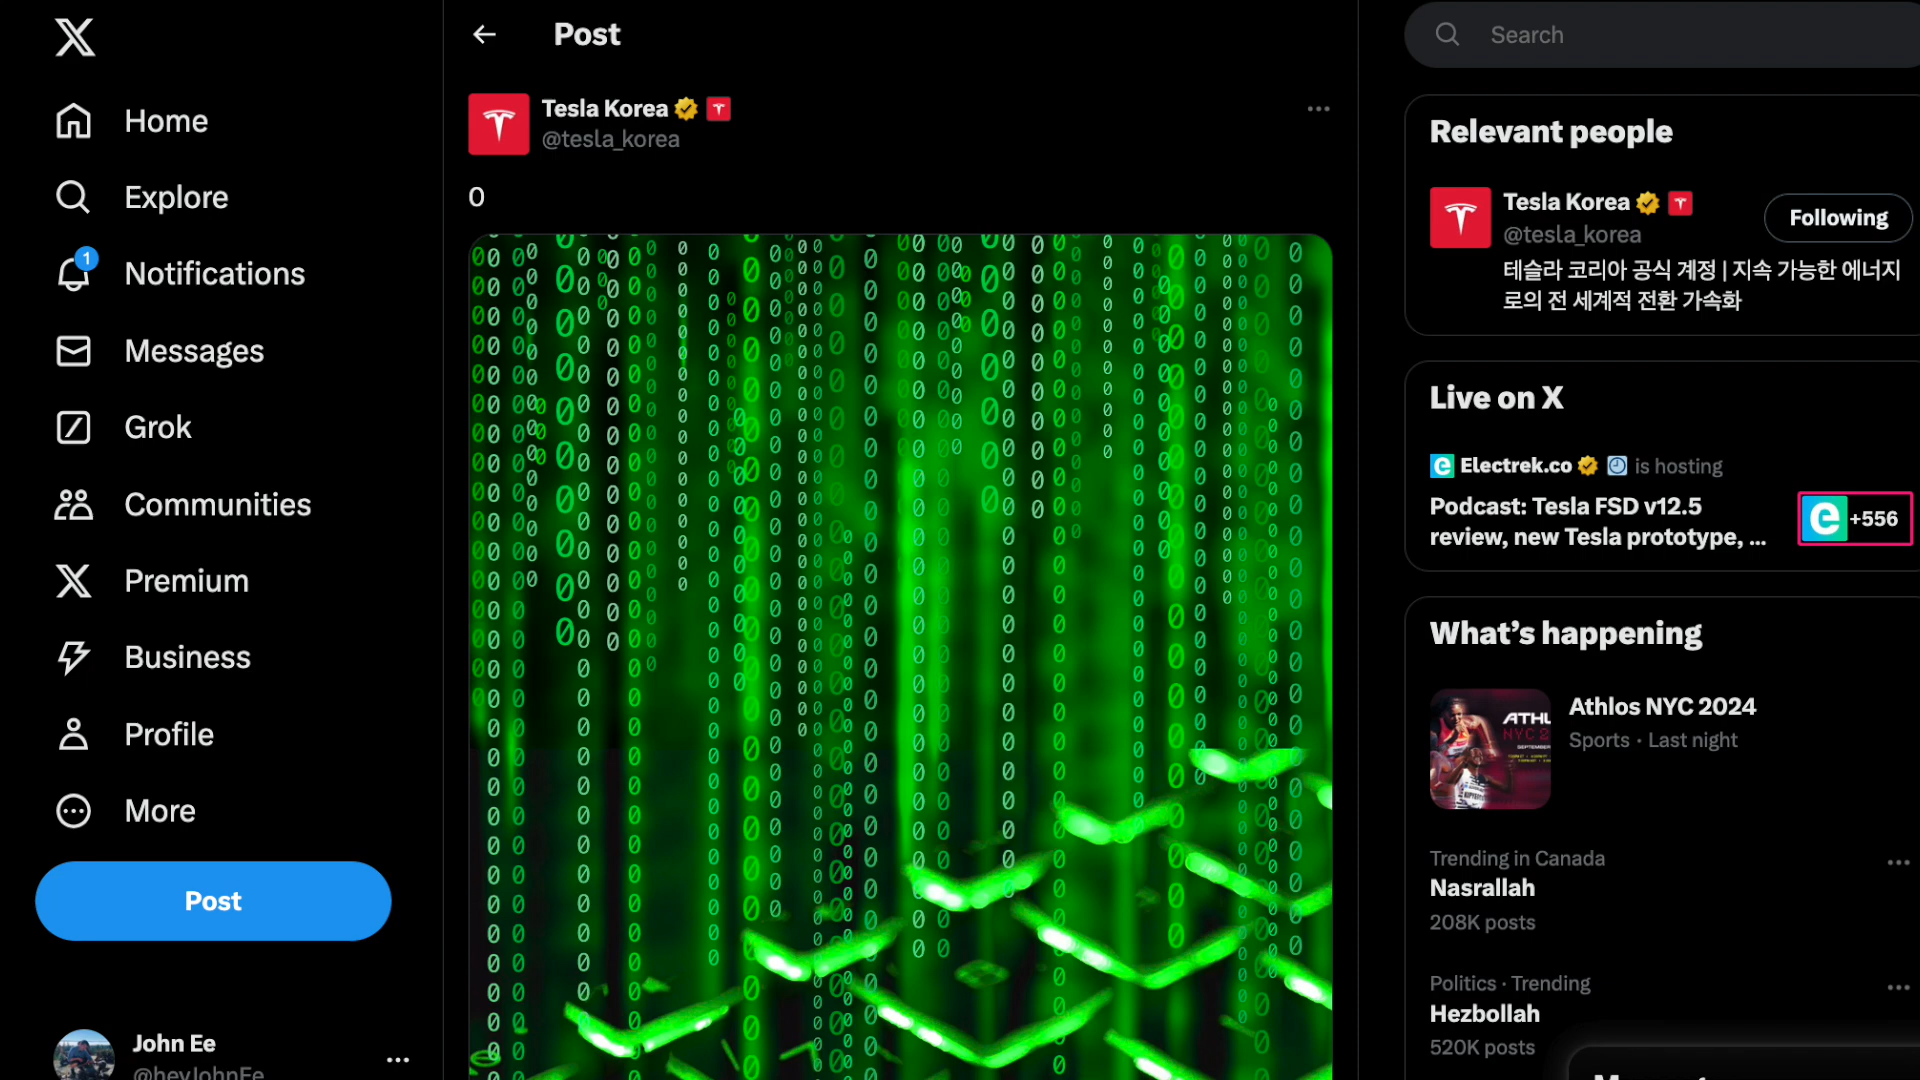 Home
Explore
1
Notifications
Messages
Grok
Communities
Premium
Business
Profile
More
Post
John Ee
@heyJohnEe
Post
Tesla Korea
@tesla_korea
0
Search
Relevant people
Tesla Korea
@tesla_korea
Following
테슬라 코리아 공식 계정 | 지속 가능한 에너지
로의 전 세계적 전환 가속화
Live on X
Electrek.co is hosting
Podcast: Tesla FSD v12.5
review, new Tesla prototype, ...
+556
What's happening
Athlos NYC 2024
Sports · Last night
Trending in Canada
Nasrallah
208K posts
Politics · Trending
Hezbollah
520K posts